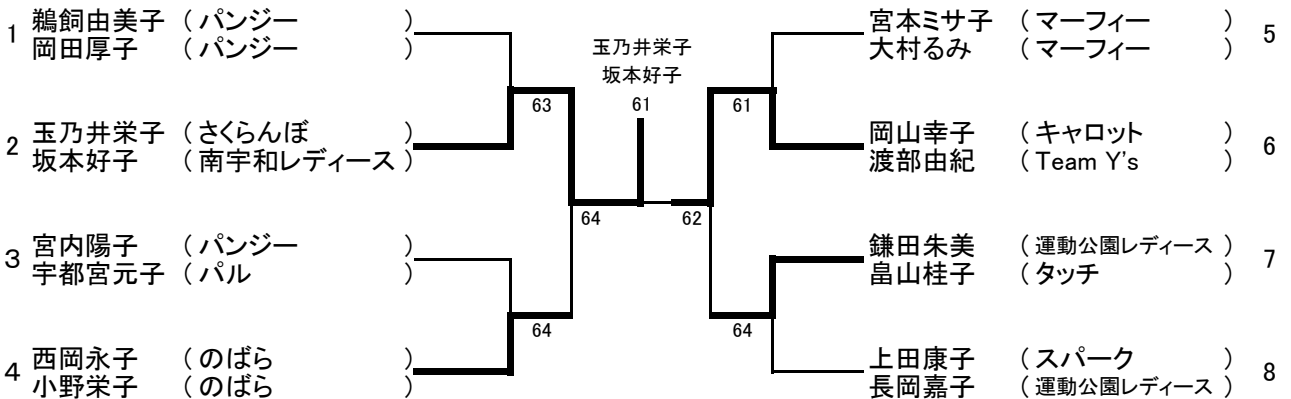 1 鵜飼由美子 ( パンジー )
岡田厚子 ( パンジー )
2 玉乃井栄子 ( さくらんぼ )
坂本好子 ( 南宇和レディース )
3 宮内陽子 ( パンジー )
宇都宮元子 ( パル )
4 西岡永子 ( のばら )
小野栄子 ( のばら )
63
64
64
玉乃井栄子
坂本好子
61
61
62
64
宮本ミサ子 ( マーフィー ) 5
大村るみ ( マーフィー )
岡山幸子 ( キャロット ) 6
渡部由紀 ( Team Y's )
鎌田朱美 ( 運動公園レディース ) 7
畠山桂子 ( タッチ )
上田康子 ( スパーク ) 8
長岡嘉子 ( 運動公園レディース )